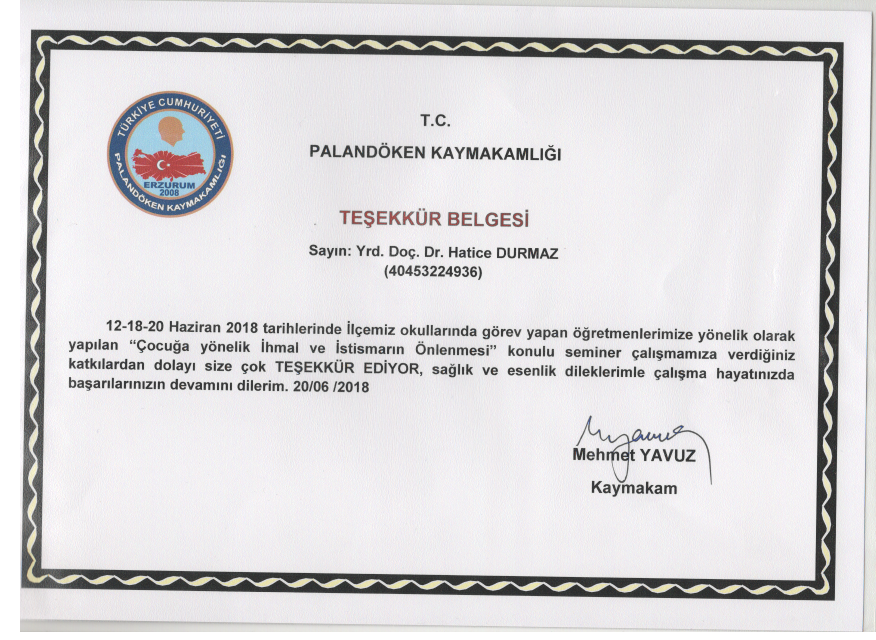 TÜRKİYE CUMHURİYETİ
ERZURUM
2008
PALANDÖKEN KAYMAKAMLIĞI
T.C.
PALANDÖKEN KAYMAKAMLIĞI
TEŞEKKÜR BELGESİ
Sayın: Yrd. Doç. Dr. Hatice DURMAZ
(40453224936)
12-18-20 Haziran 2018 tarihlerinde İlçemiz okullarında görev yapan öğretmenlerimize yönelik olarak
yapılan “Çocuğa yönelik İhmal ve İstismarın Önlenmesi” konulu seminer çalışmamıza verdiğiniz
katkılardan dolayı size çok TEŞEKKÜR EDİYOR, sağlık ve esenlik dileklerimle çalışma hayatınızda
başarılarınızın devamını dilerim. 20/06 /2018
Mehmet YAVUZ
Kaymakam